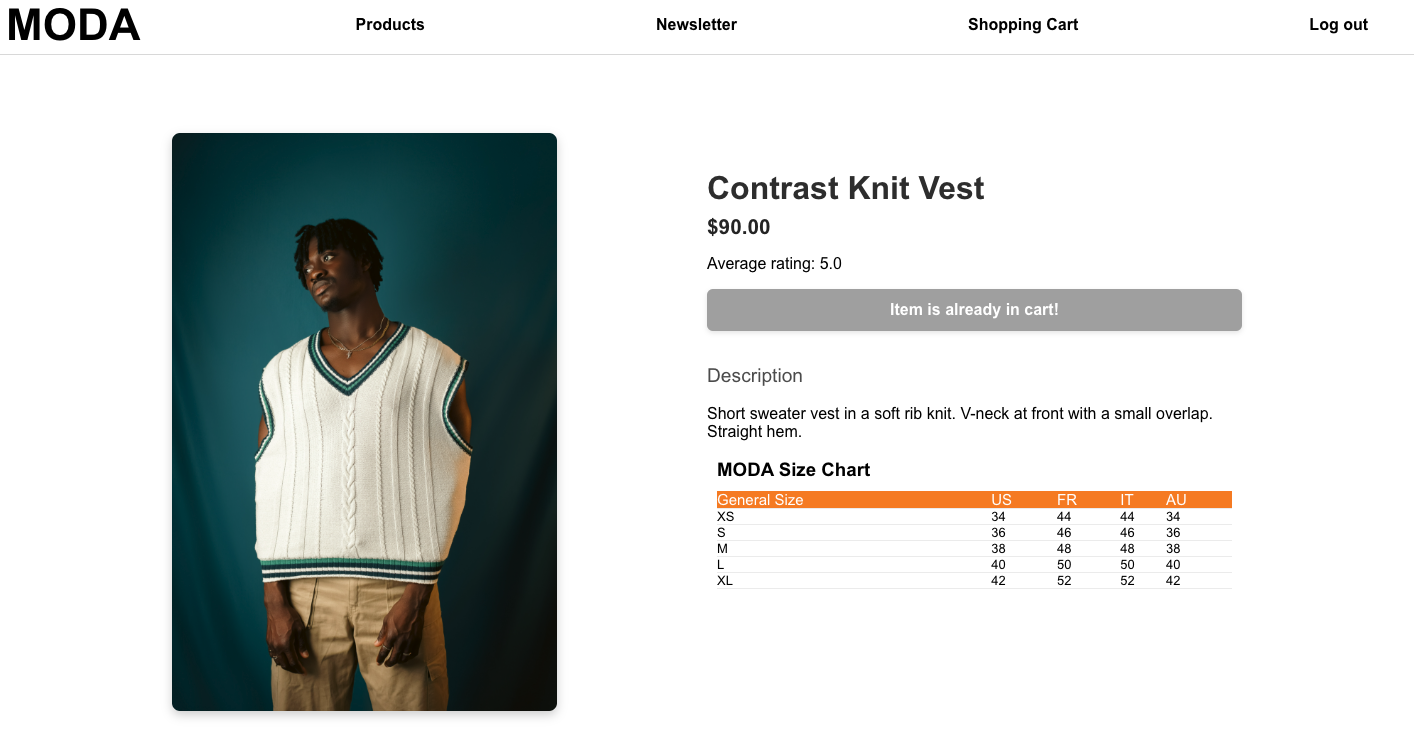 MODA Products Newsletter Shopping Cart Log out
Contrast Knit Vest
$90.00
Average rating: 5.0
Item is already in cart!
Description
Short sweater vest in a soft rib knit. V-neck at front with a small overlap.
Straight hem.
MODA Size Chart
General Size US FR IT AU
XS 34 44 44 34
S 36 46 46 36
M 38 48 48 38
L 40 50 50 40
XL 42 52 52 42